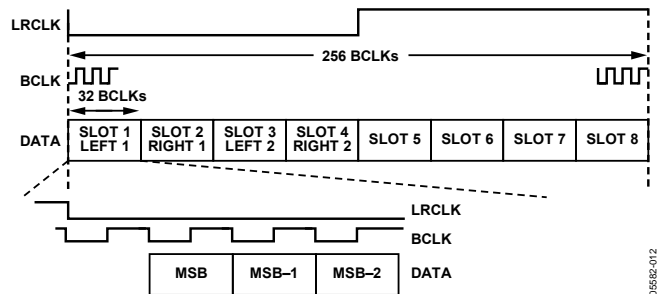 LRCLK
256 BCLKs
BCLK
32 BCLKs
DATA
SLOT 1
LEFT 1
SLOT 2
RIGHT 1
SLOT 3
LEFT 2
SLOT 4
RIGHT 2
SLOT 5
SLOT 6
SLOT 7
SLOT 8
LRCLK
BCLK
MSB
MSB–1
MSB–2
DATA
05582-012